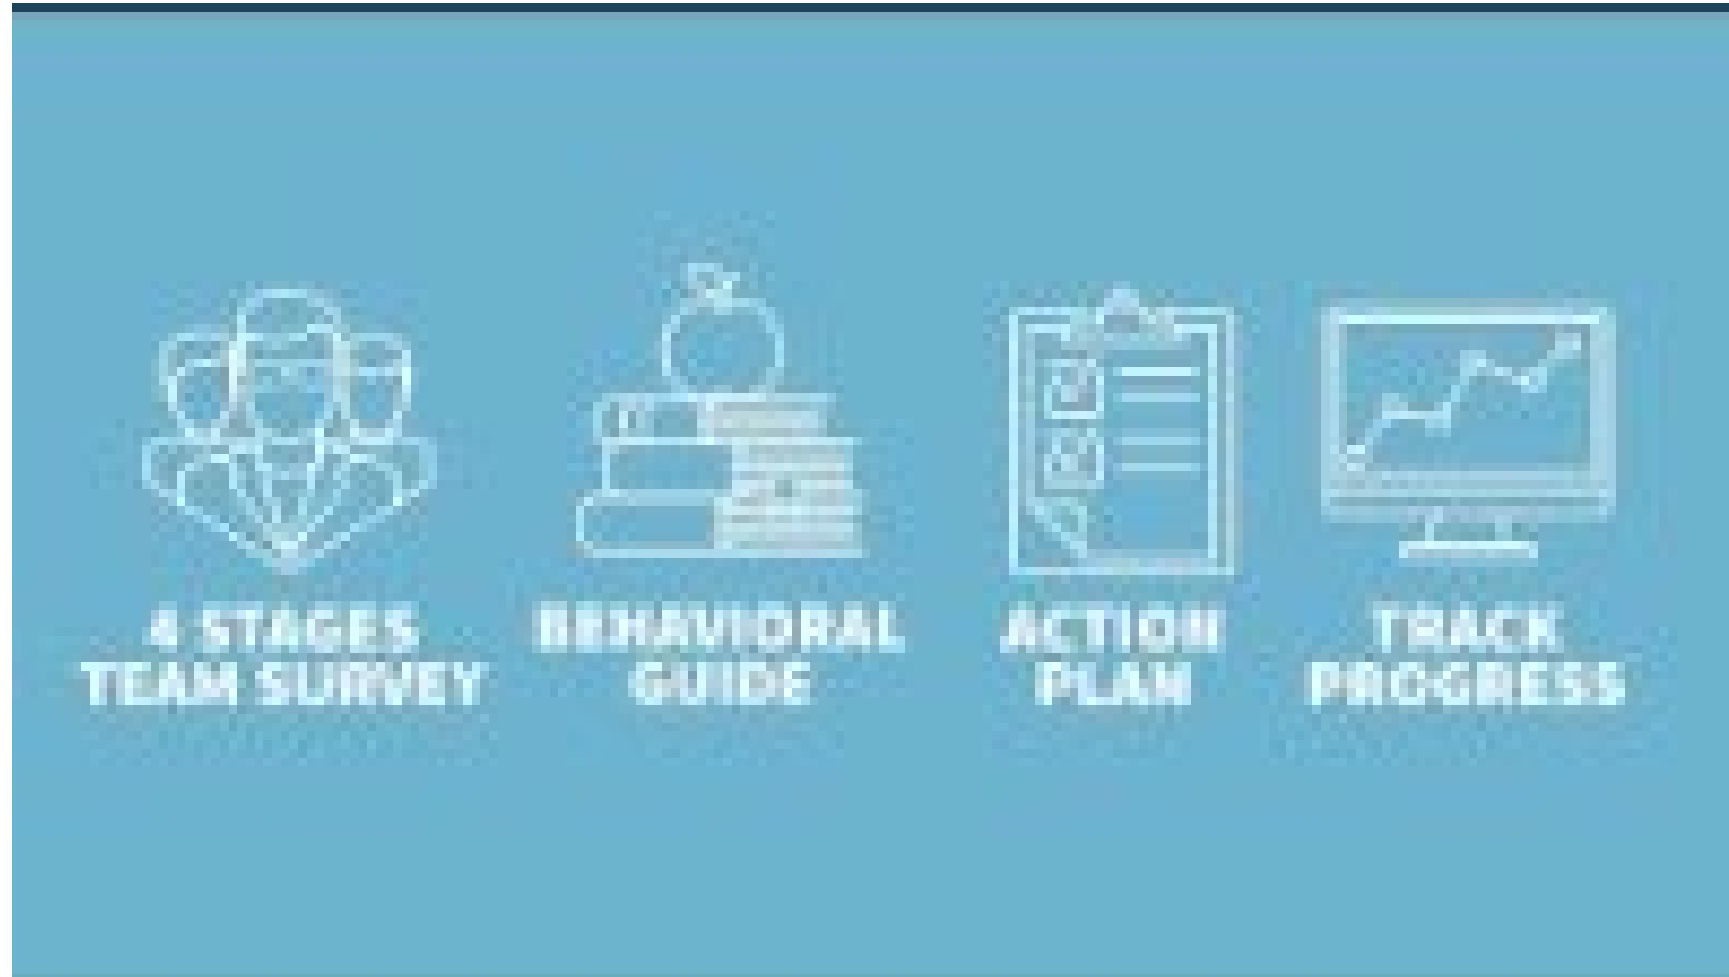 4 STAGES
TEAM SURVEY
BEHAVIORAL
GUIDE
ACTION
PLAN
TRACK
PROGRESS